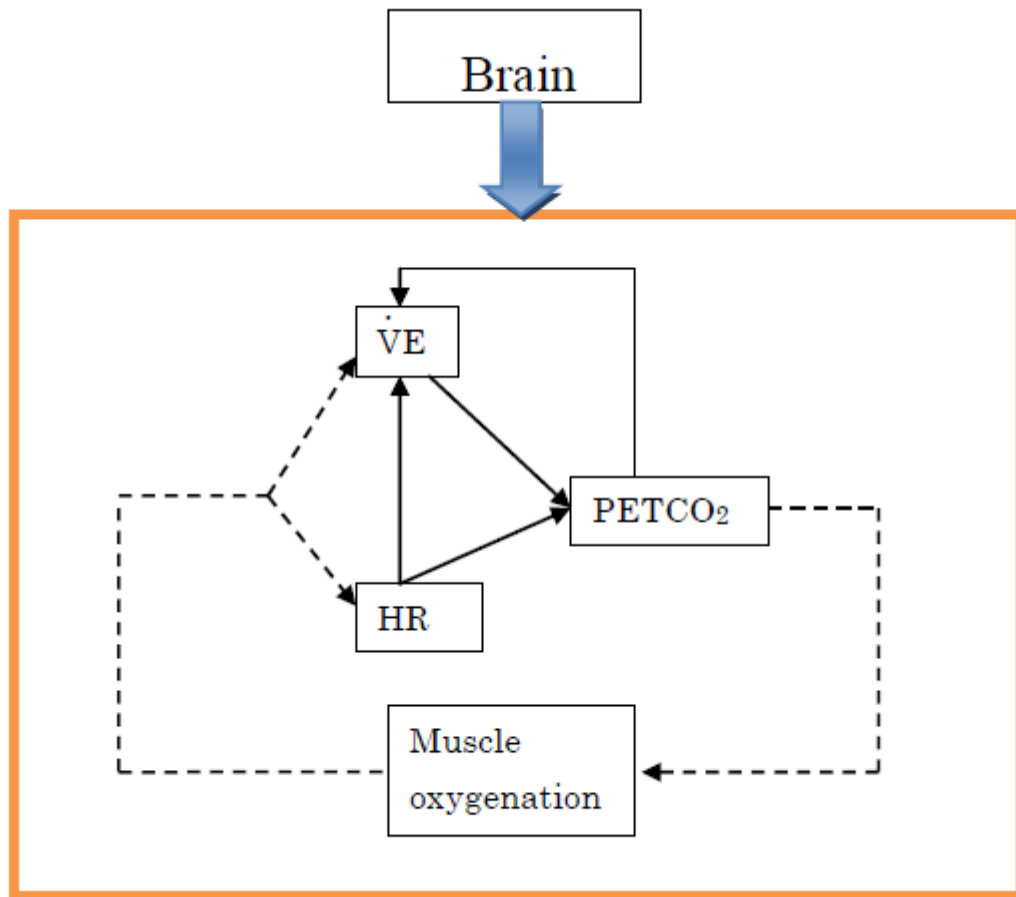 Brain
V̇E
PETCO₂
HR
Muscle
oxygenation